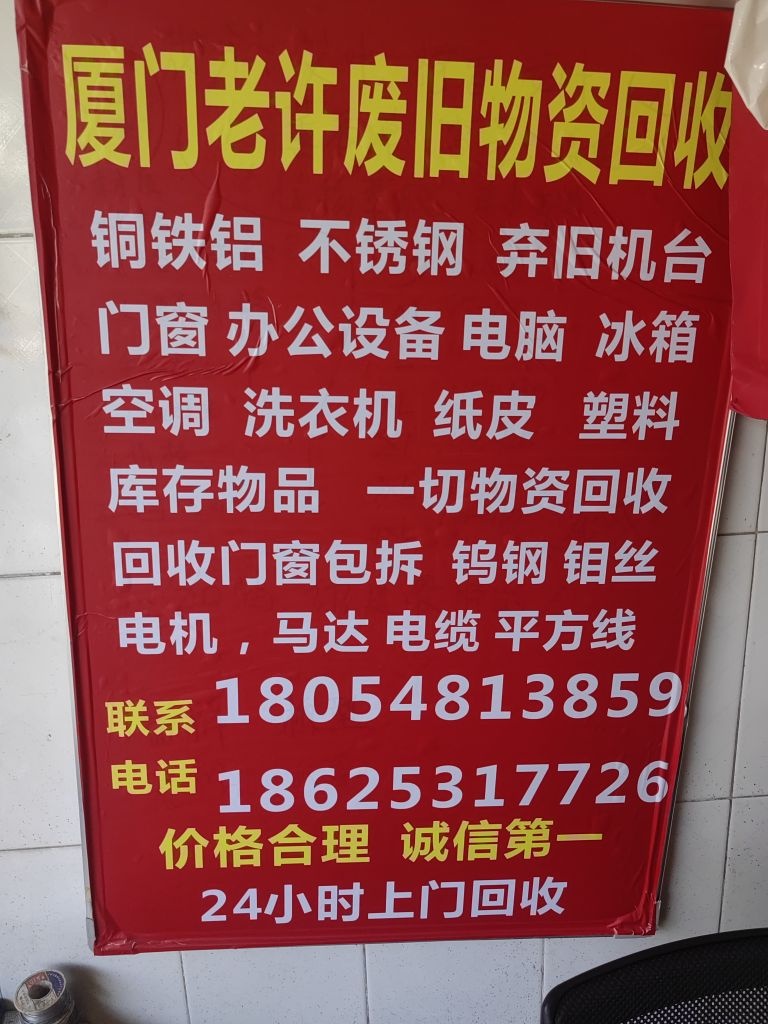 厦门老许废旧物资回收
铜铁铝 不锈钢 弃旧机台
门窗 办公设备 电脑 冰箱
空调 洗衣机 纸皮 塑料
库存物品 一切物资回收
回收门窗包拆 钨钢 钼丝
电机，马达 电缆 平方线
联系 18054813859
电话 18625317726
价格合理 诚信第一
24小时上门回收